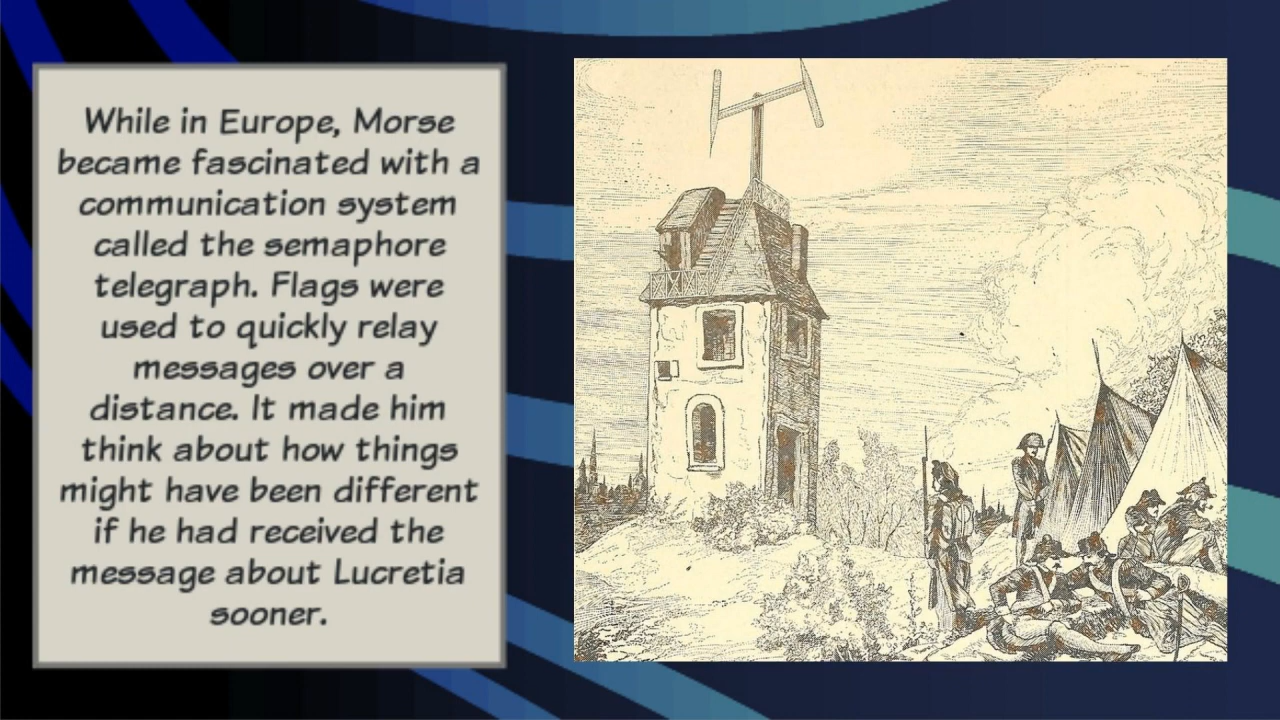 While in Europe, Morse
became fascinated with a
communication system
called the semaphore
telegraph. Flags were
used to quickly relay
messages over a
distance. It made him
think about how things
might have been different
if he had received the
message about Lucretia
sooner.